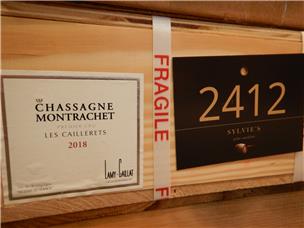 CHASSAGNE
MONTRACHET
PREMIER CRU
LES CAILLERETS
2018
LAMY-CAILLAT
FRAGILE
F
2412
SYLVIE'S